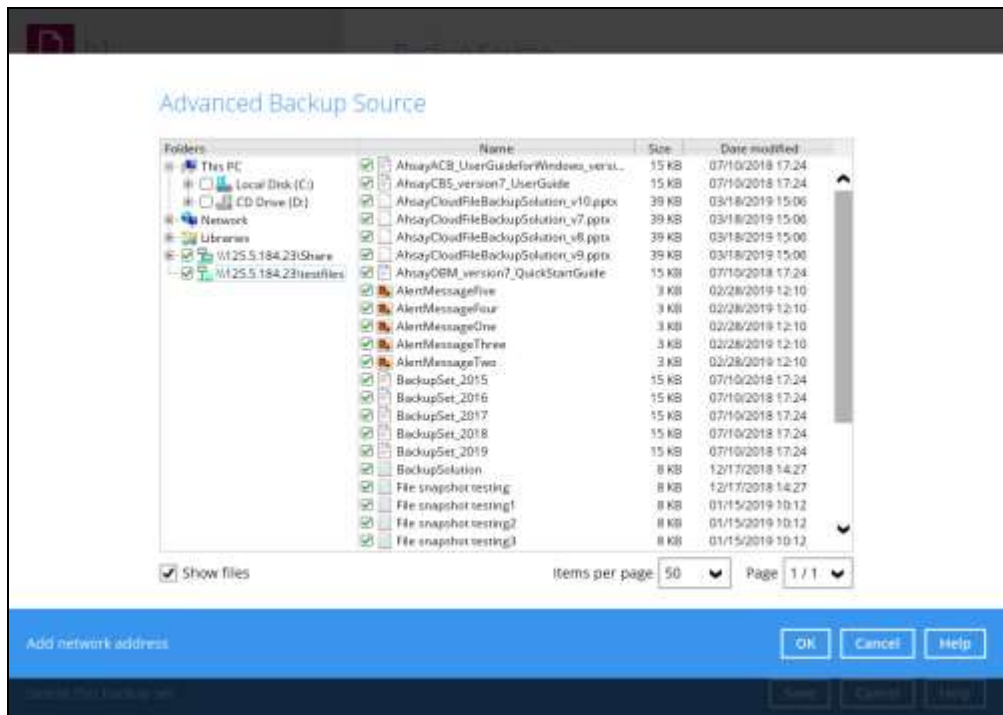 Advanced Backup Source
Folders Name Size Date modified
This PC
Local Disk (C:)
CD Drive (D:)
Network
Libraries
\\125.5.184.23\Share
\\125.5.184.23\testfiles
AhsayACB_UserGuideforWindows_versi... 15 KB 07/10/2018 17:24
AhsayCBS_version7_UserGuide 15 KB 07/10/2018 17:24
AhsayCloudFileBackupSolution_v10.pptx 39 KB 03/18/2019 15:06
AhsayCloudFileBackupSolution_v7.pptx 39 KB 03/18/2019 15:06
AhsayCloudFileBackupSolution_v8.pptx 39 KB 03/18/2019 15:06
AhsayCloudFileBackupSolution_v9.pptx 39 KB 03/18/2019 15:06
AhsayOBM_version7_QuickStartGuide 15 KB 07/10/2018 17:24
AlertMessageFive 3 KB 02/28/2019 12:10
AlertMessageFour 3 KB 02/28/2019 12:10
AlertMessageOne 3 KB 02/28/2019 12:10
AlertMessageThree 3 KB 02/28/2019 12:10
AlertMessageTwo 3 KB 02/28/2019 12:10
BackupSet_2015 15 KB 07/10/2018 17:24
BackupSet_2016 15 KB 07/10/2018 17:24
BackupSet_2017 15 KB 07/10/2018 17:24
BackupSet_2018 15 KB 07/10/2018 17:24
BackupSet_2019 15 KB 07/10/2018 17:24
BackupSolution 8 KB 12/17/2018 14:27
File snapshot testing 8 KB 12/17/2018 14:27
File snapshot testing1 8 KB 01/15/2019 10:12
File snapshot testing2 8 KB 01/15/2019 10:12
File snapshot testing3 8 KB 01/15/2019 10:12
Show files Items per page 50 Page 1 / 1
Add network address OK Cancel Help
Delete this backup set Save Cancel Help